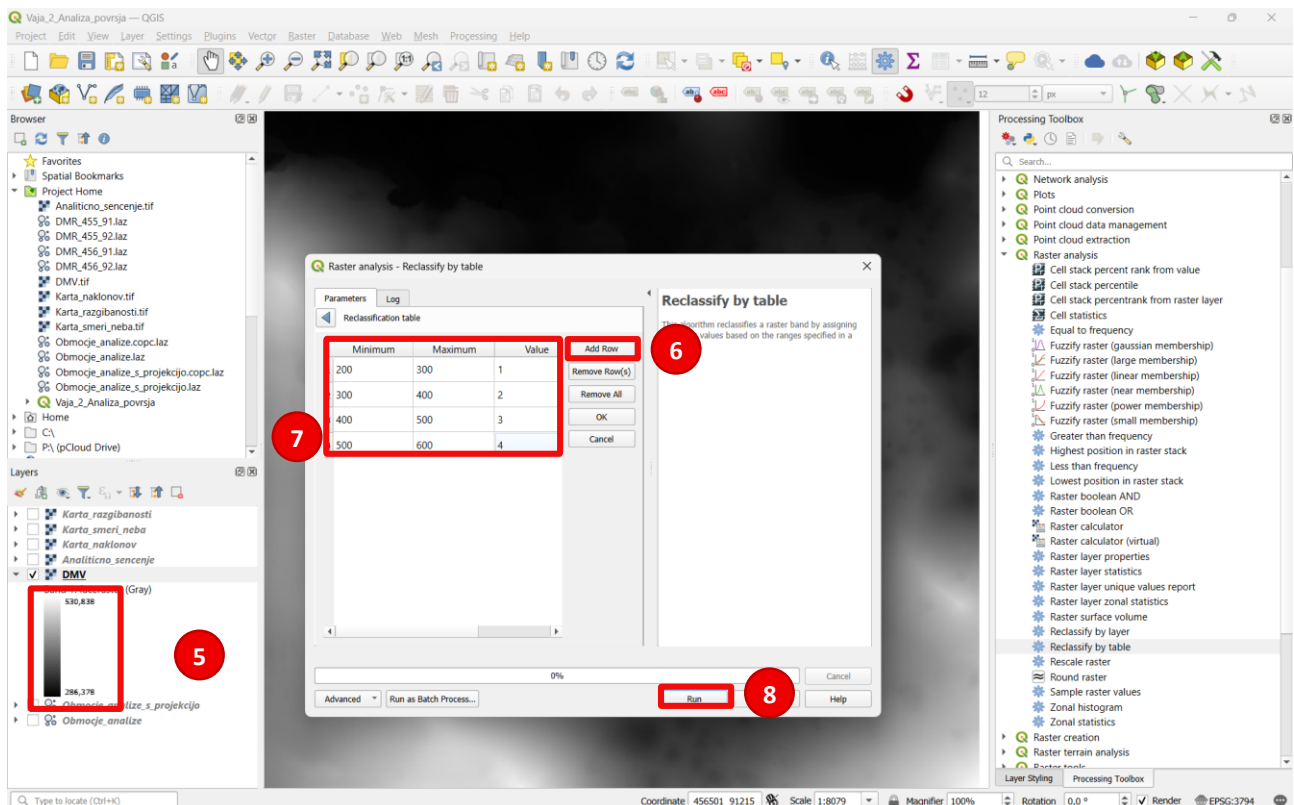 Vaja_2_Analiza_povrsja — QGIS
Project Edit View Layer Settings Plugins Vector Raster Database Web Mesh Processing Help
12 px
Browser
Favorites
Spatial Bookmarks
Project Home
Analiticno_sencenje.tif
DMR_455_91.laz
DMR_455_92.laz
DMR_456_91.laz
DMR_456_92.laz
DMV.tif
Karta_naklonov.tif
Karta_razgibanosti.tif
Karta_smeri_neba.tif
Obmocje_analize.copc.laz
Obmocje_analize.laz
Obmocje_analize_s_projekcijo.copc.laz
Obmocje_analize_s_projekcijo.laz
Vaja_2_Analiza_povrsja
Home
C:\
P:\ (pCloud Drive)
Layers
Karta_razgibanosti
Karta_smeri_neba
Karta_naklonov
Analiticno_sencenje
DMV
(Gray)
530,838
286,378
5
Obmocje_analize_s_projekcijo
Obmocje_analize
Type to locate (Ctrl+K)
Raster analysis - Reclassify by table
Parameters Log
Reclassification table
Minimum Maximum Value
200 300 1
300 400 2
400 500 3
500 600 4
Add Row
Remove Row(s)
Remove All
OK
Cancel
6
7
Reclassify by table
This algorithm reclassifies a raster band by assigning
values based on the ranges specified in a
0%
Cancel
Advanced Run as Batch Process...
Run
8
Help
Processing Toolbox
Search...
Network analysis
Plots
Point cloud conversion
Point cloud data management
Point cloud extraction
Raster analysis
Cell stack percent rank from value
Cell stack percentile
Cell stack percentrank from raster layer
Cell statistics
Equal to frequency
Fuzzify raster (gaussian membership)
Fuzzify raster (large membership)
Fuzzify raster (linear membership)
Fuzzify raster (near membership)
Fuzzify raster (power membership)
Fuzzify raster (small membership)
Greater than frequency
Highest position in raster stack
Less than frequency
Lowest position in raster stack
Raster boolean AND
Raster boolean OR
Raster calculator
Raster calculator (virtual)
Raster layer properties
Raster layer statistics
Raster layer unique values report
Raster layer zonal statistics
Raster surface volume
Reclassify by layer
Reclassify by table
Rescale raster
Round raster
Sample raster values
Zonal histogram
Zonal statistics
Raster creation
Raster terrain analysis
Raster tools
Layer Styling Processing Toolbox
Coordinate 456501 91215 Scale 1:8079 Magnifier 100% Rotation 0,0 ° Render EPSG:3794